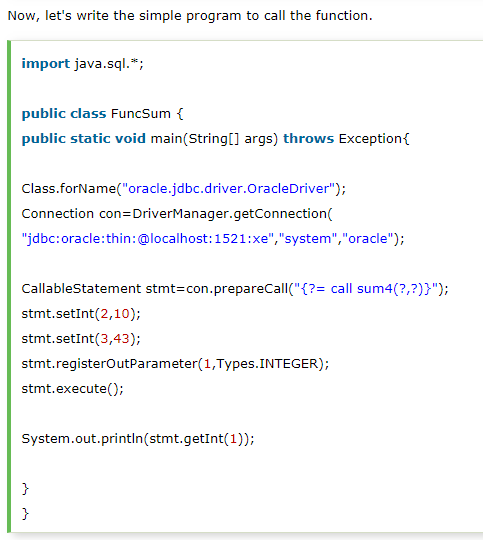 Now, let's write the simple program to call the function.
import java.sql.*;
public class FuncSum {
public static void main(String[] args) throws Exception{
Class.forName("oracle.jdbc.driver.OracleDriver");
Connection con=DriverManager.getConnection(
"jdbc:oracle:thin:@localhost:1521:xe","system","oracle");
CallableStatement stmt=con.prepareCall("{?= call sum4(?,?)}");
stmt.setInt(2,10);
stmt.setInt(3,43);
stmt.registerOutParameter(1,Types.INTEGER);
stmt.execute();
System.out.println(stmt.getInt(1));
}
}